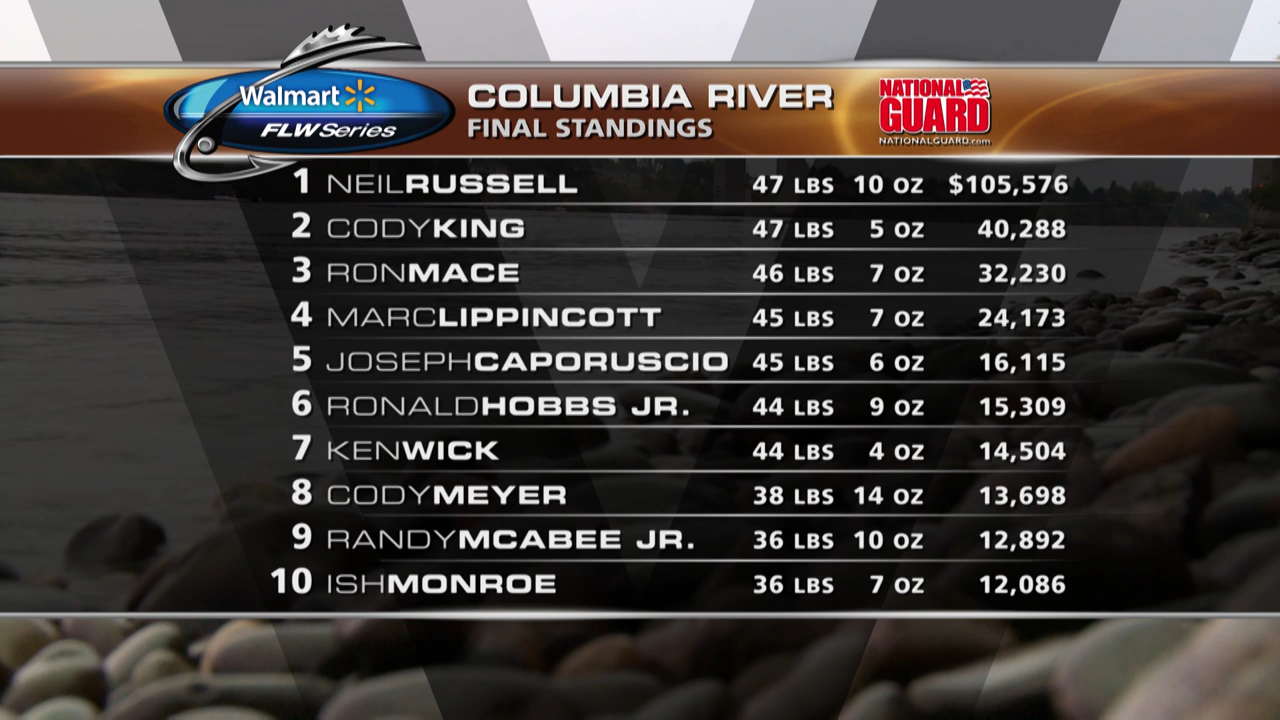 Walmart
FLW Series
COLUMBIA RIVER
FINAL STANDINGS
NATIONAL
GUARD
NATIONALGUARD.com
1 NEILRUSSELL 47 LBS 10 OZ $105,576
2 CODYKING 47 LBS 5 OZ 40,288
3 RONMACE 46 LBS 7 OZ 32,230
4 MARCLIPPINCOTT 45 LBS 7 OZ 24,173
5 JOSEPHCAPORUSCIO 45 LBS 6 OZ 16,115
6 RONALDHOBBS JR. 44 LBS 9 OZ 15,309
7 KENWICK 44 LBS 4 OZ 14,504
8 CODYMEYER 38 LBS 14 OZ 13,698
9 RANDYMCABEE JR. 36 LBS 10 OZ 12,892
10 ISHMONROE 36 LBS 7 OZ 12,086